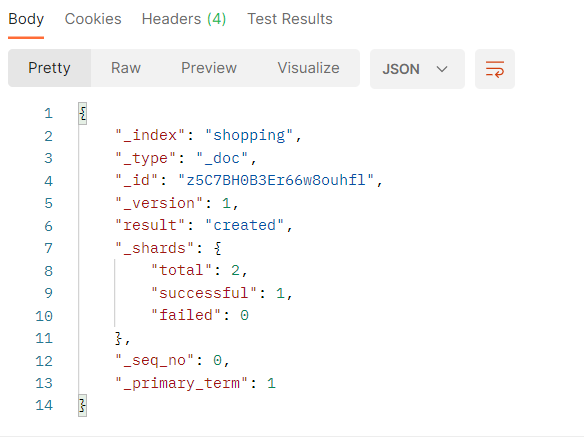 Body Cookies Headers (4) Test Results
Pretty Raw Preview Visualize JSON
1 {
2 "_index": "shopping",
3 "_type": "_doc",
4 "_id": "z5C7BH0B3Er66w8ouhfl",
5 "_version": 1,
6 "result": "created",
7 "_shards": {
8 "total": 2,
9 "successful": 1,
10 "failed": 0
11 },
12 "_seq_no": 0,
13 "_primary_term": 1
14 }